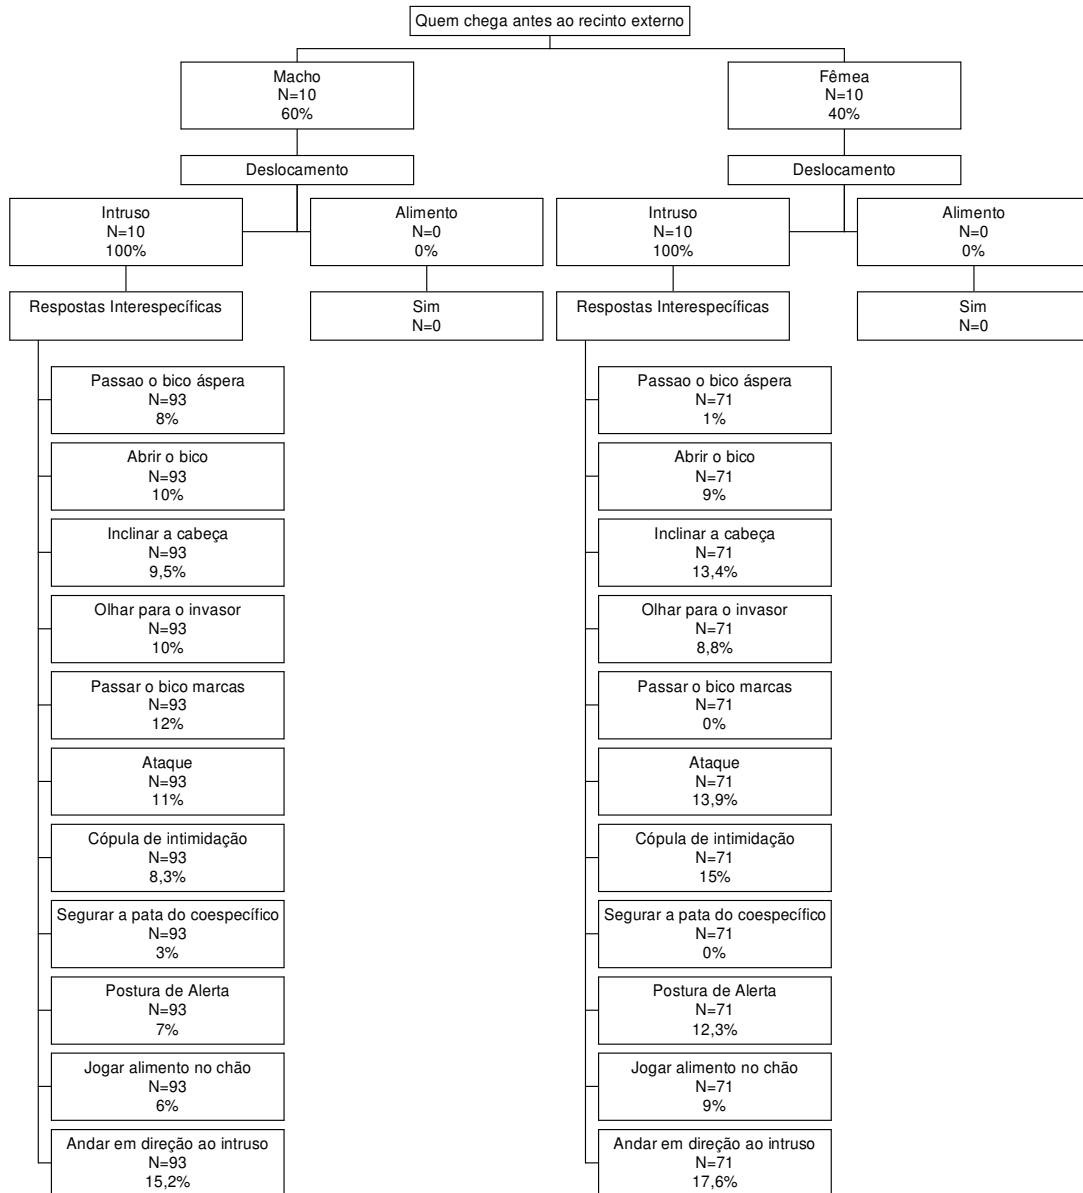 Quem chega antes ao recinto externo
Macho
N=10
60%
Deslocamento
Intruso
N=10
100%
Alimento
N=0
0%
Respostas Interespecíficas
Sim
N=0
Passao o bico áspera
N=93
8%
Abrir o bico
N=93
10%
Inclinar a cabeça
N=93
9,5%
Olhar para o invasor
N=93
10%
Passar o bico marcas
N=93
12%
Ataque
N=93
11%
Cópula de intimidação
N=93
8,3%
Segurar a pata do coespecífico
N=93
3%
Postura de Alerta
N=93
7%
Jogar alimento no chão
N=93
6%
Andar em direção ao intruso
N=93
15,2%
Fêmea
N=10
40%
Deslocamento
Intruso
N=10
100%
Alimento
N=0
0%
Respostas Interespecíficas
Sim
N=0
Passao o bico áspera
N=71
1%
Abrir o bico
N=71
9%
Inclinar a cabeça
N=71
13,4%
Olhar para o invasor
N=71
8,8%
Passar o bico marcas
N=71
0%
Ataque
N=71
13,9%
Cópula de intimidação
N=71
15%
Segurar a pata do coespecífico
N=71
0%
Postura de Alerta
N=71
12,3%
Jogar alimento no chão
N=71
9%
Andar em direção ao intruso
N=71
17,6%